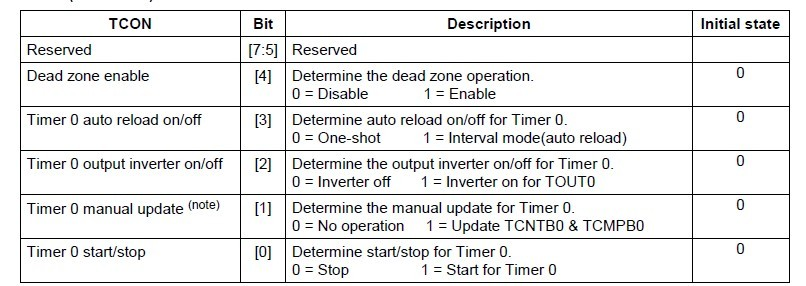 TCON Bit Description Initial state
Reserved [7:5] Reserved
Dead zone enable [4] Determine the dead zone operation. 0
0 = Disable 1 = Enable
Timer 0 auto reload on/off [3] Determine auto reload on/off for Timer 0. 0
0 = One-shot 1 = Interval mode(auto reload)
Timer 0 output inverter on/off [2] Determine the output inverter on/off for Timer 0. 0
0 = Inverter off 1 = Inverter on for TOUT0
Timer 0 manual update (note) [1] Determine the manual update for Timer 0. 0
0 = No operation 1 = Update TCNTB0 & TCMPB0
Timer 0 start/stop [0] Determine start/stop for Timer 0. 0
0 = Stop 1 = Start for Timer 0